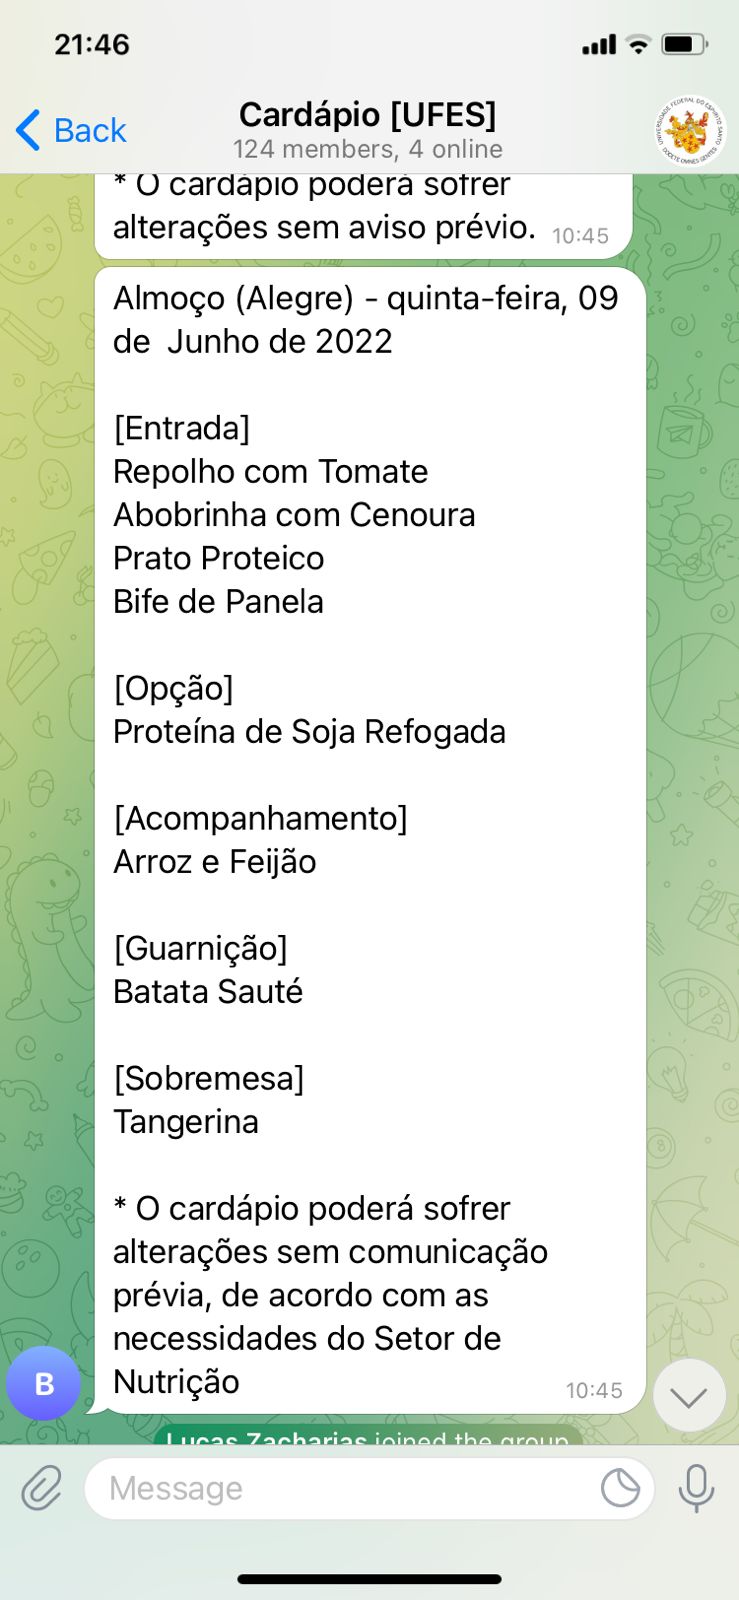 21:46
Back
Cardápio [UFES]
124 members, 4 online
UNIVERSIDADE FEDERAL DO ESPÍRITO SANTO
DOCETE OMNES GENTES
* O cardápio poderá sofrer
alterações sem aviso prévio. 10:45
Almoço (Alegre) - quinta-feira, 09
de  Junho de 2022
[Entrada]
Repolho com Tomate
Abobrinha com Cenoura
Prato Proteico
Bife de Panela
[Opção]
Proteína de Soja Refogada
[Acompanhamento]
Arroz e Feijão
[Guarnição]
Batata Sauté
[Sobremesa]
Tangerina
* O cardápio poderá sofrer
alterações sem comunicação
prévia, de acordo com as
necessidades do Setor de
Nutrição 10:45
B
Lucas Zacharias joined the group
Message